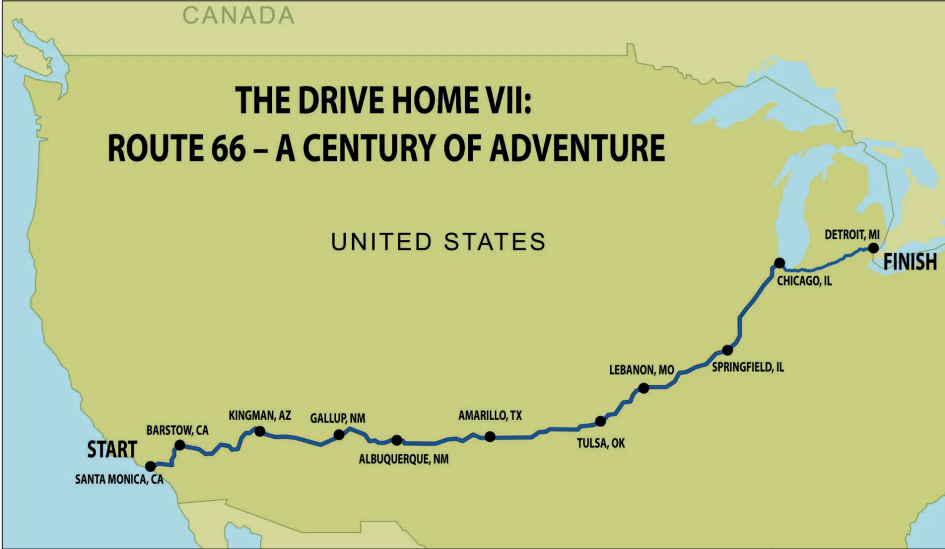 CANADA
THE DRIVE HOME VII:
ROUTE 66 – A CENTURY OF ADVENTURE
UNITED STATES
DETROIT, MI
FINISH
CHICAGO, IL
SPRINGFIELD, IL
LEBANON, MO
TULSA, OK
AMARILLO, TX
ALBUQUERQUE, NM
GALLUP, NM
KINGMAN, AZ
BARSTOW, CA
START
SANTA MONICA, CA